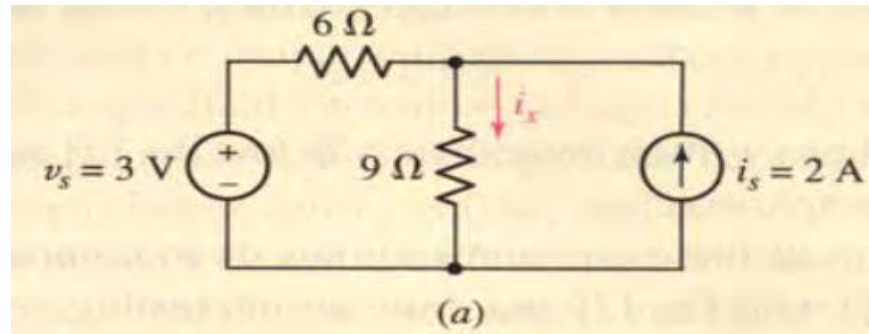 6 Ω
i_x
v_s = 3 V
+
−
9 Ω
i_s = 2 A
(a)